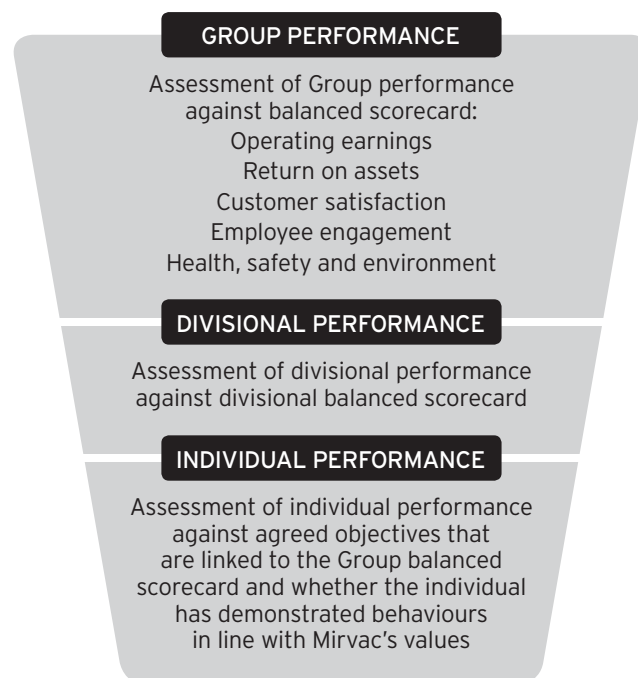 GROUP PERFORMANCE
Assessment of Group performance
against balanced scorecard:
Operating earnings
Return on assets
Customer satisfaction
Employee engagement
Health, safety and environment
DIVISIONAL PERFORMANCE
Assessment of divisional performance
against divisional balanced scorecard
INDIVIDUAL PERFORMANCE
Assessment of individual performance
against agreed objectives that
are linked to the Group balanced
scorecard and whether the individual
has demonstrated behaviours
in line with Mirvac’s values